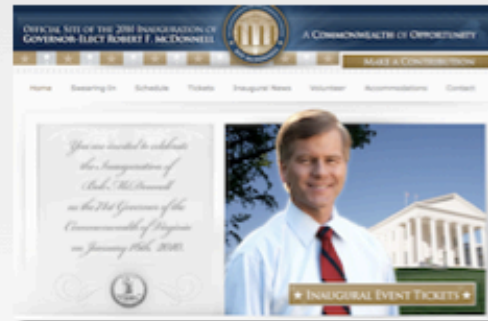 OFFICIAL SITE OF THE 2010 INAUGURATION OF
GOVERNOR-ELECT ROBERT F. MCDONNELL
A COMMONWEALTH OF OPPORTUNITY
MAKE A CONTRIBUTION
Home Swearing In Schedule Tickets Inaugural News Volunteer Accommodations Contact
You are invited to celebrate
the Inauguration of
Bob McDonnell
as the 71st Governor of the
Commonwealth of Virginia
on January 16th, 2010.
★ INAUGURAL EVENT TICKETS ★